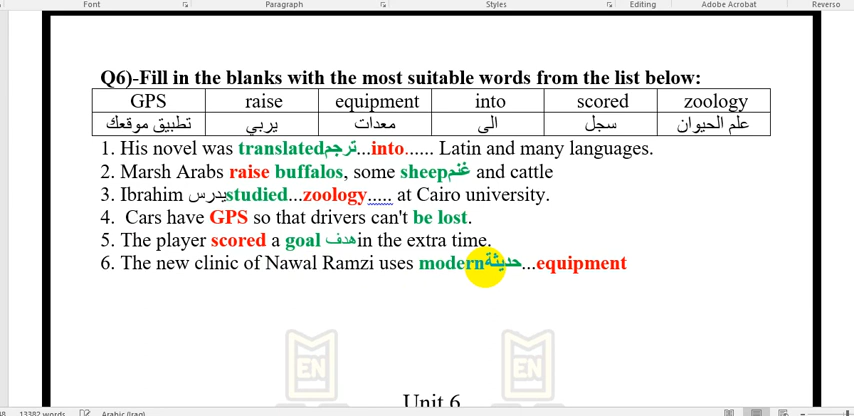 Font Paragraph Styles Editing Adobe Acrobat Reverso
Q6)-Fill in the blanks with the most suitable words from the list below:
GPS raise equipment into scored zoology
تطبيق موقعك يربي معدات الى سجل علم الحيوان
1. His novel was translatedترجم...into...... Latin and many languages.
2. Marsh Arabs raise buffalos, some sheepغنم and cattle
3. Ibrahim يدرسstudied...zoology..... at Cairo university.
4. Cars have GPS so that drivers can't be lost.
5. The player scored a goal هدف in the extra time.
6. The new clinic of Nawal Ramzi uses modernحديثة...equipment
EN EN
Unit 6
13382 words Arabic (Iraq)